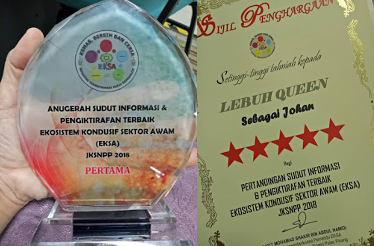 KEMAS, BERSIH DAN CERIA
EKSA
ANUGERAH SUDUT INFORMASI &
PENGIKTIRAFAN TERBAIK
EKOSISTEM KONDUSIF SEKTOR AWAM
(EKSA)
JKSNPP 2018
PERTAMA
SIJIL PENGHARGAAN
Setinggi-tinggi tahniah kepada
LEBUH QUEEN
Sebagai Johan
Bagi
PERTANDINGAN SUDUT INFORMASI
& PENGIKTIRAFAN TERBAIK
EKOSISTEM KONDUSIF SEKTOR AWAM (EKSA)
JKSNPP 2018